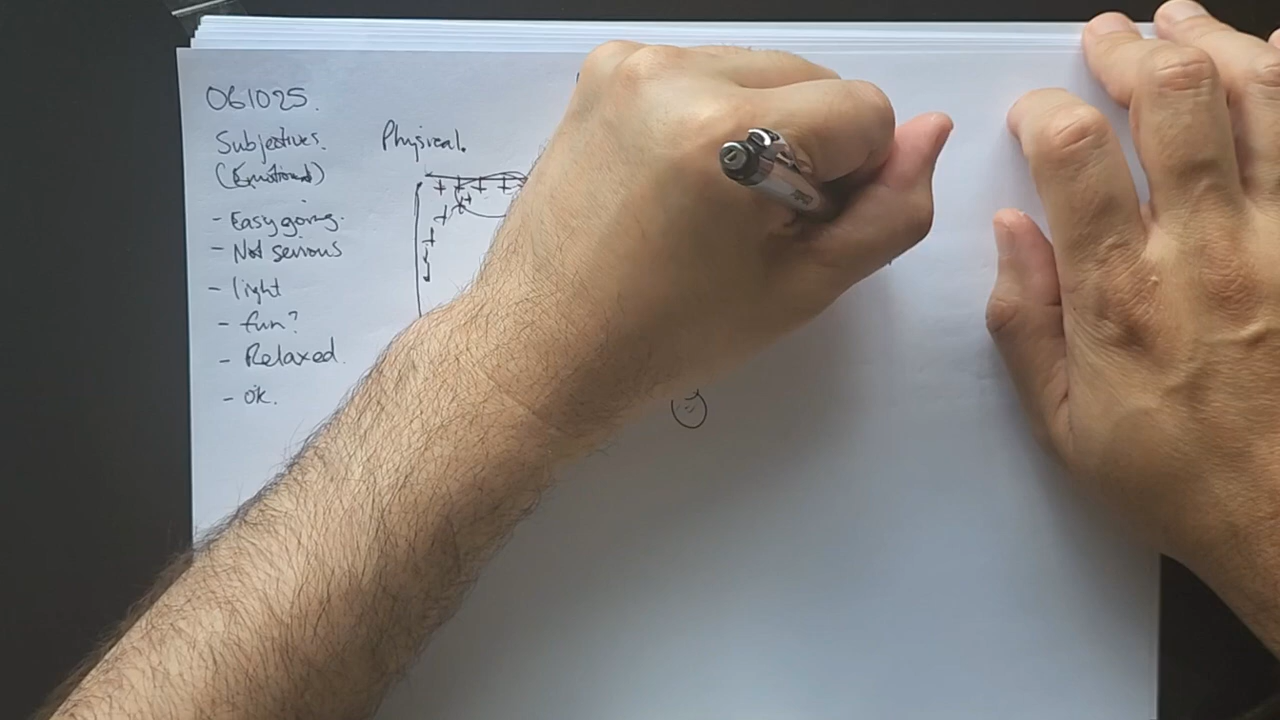 061025.
Subjectives.
(Emotional)
- Easy going.
- Not serious
- light
- fun?
- Relaxed.
- ok.
Physical.